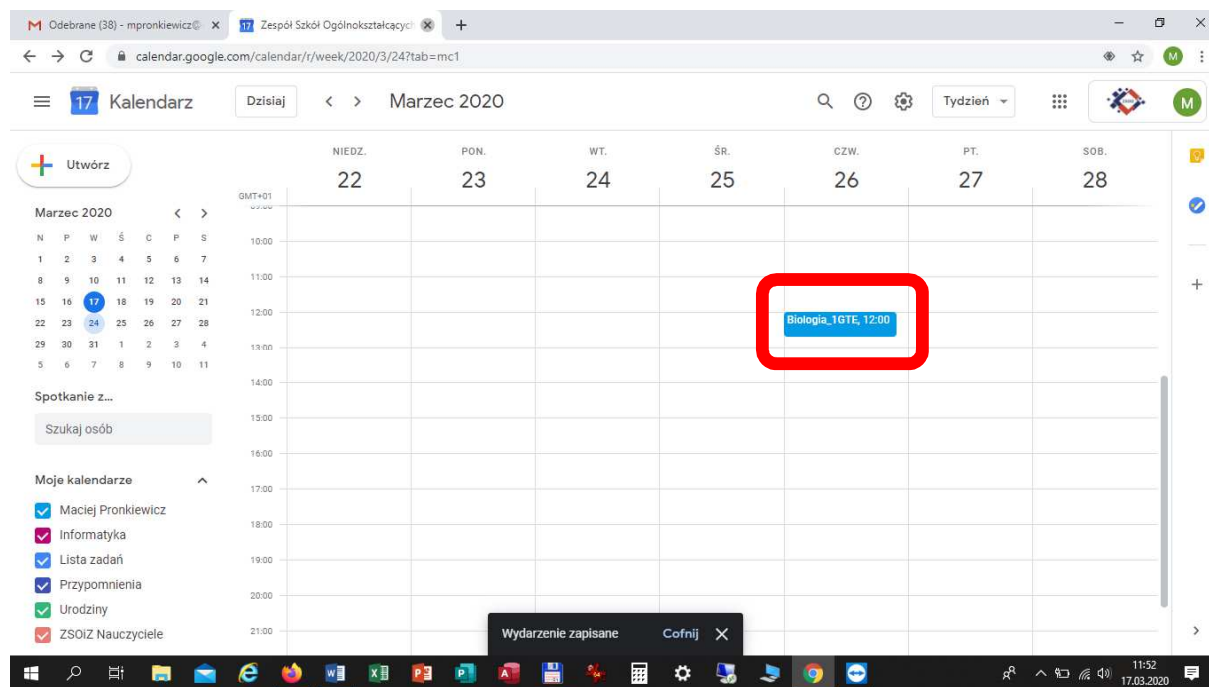 Odebrane (38) - mpronkiewicz@
Zespół Szkół Ogólnokształcącyc
calendar.google.com/calendar/r/week/2020/3/24?tab=mc1
M
17 Kalendarz
Dzisiaj
Marzec 2020
Tydzień
M
Utwórz
NIEDZ. PON. WT. ŚR. CZW. PT. SOB.
22 23 24 25 26 27 28
GMT+01
Marzec 2020
N P W Ś C P S
1 2 3 4 5 6 7
8 9 10 11 12 13 14
15 16 17 18 19 20 21
22 23 24 25 26 27 28
29 30 31 1 2 3 4
5 6 7 8 9 10 11
Spotkanie z...
Szukaj osób
Moje kalendarze
Maciej Pronkiewicz
Informatyka
Lista zadań
Przypomnienia
Urodziny
ZSOiZ Nauczyciele
09:00
10:00
11:00
12:00
Biologia_1GTE, 12:00
13:00
14:00
15:00
16:00
17:00
18:00
19:00
20:00
21:00
Wydarzenie zapisane Cofnij
11:52
17.03.2020